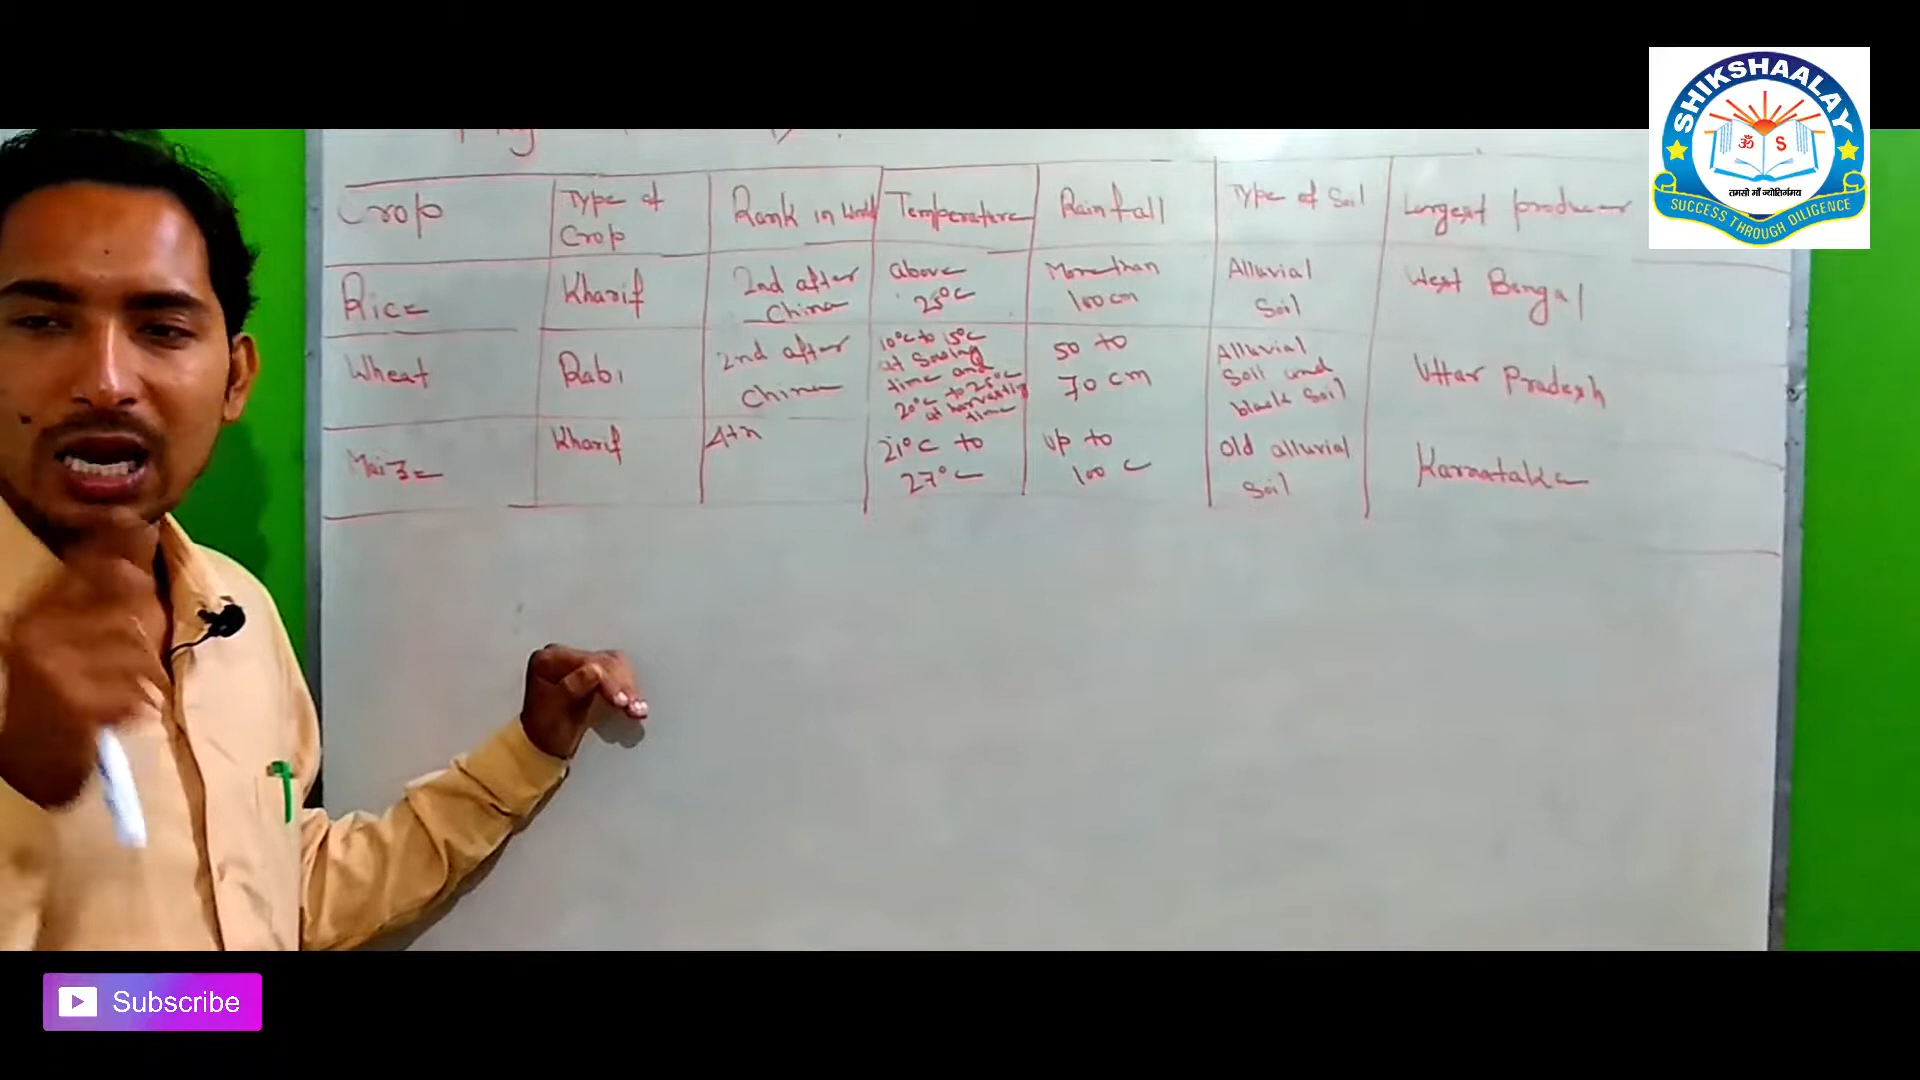 SHIKSHAALAY
ॐ S
तमसो माँ ज्योतिर्गमय
SUCCESS THROUGH DILIGENCE
Crop
Type of
Crop
Rank in World
Temperature
Rainfall
Type of Soil
Largest producer
Rice
Kharif
2nd after
China
above
25°C
More than
100 cm
Alluvial
Soil
West Bengal
Wheat
Rabi
2nd after
China
10°C to 15°C
at Sowing
time and
20°C to 25°C
at harvesting
time
50 to
70 cm
Alluvial
Soil and
black Soil
Uttar Pradesh
Maize
Kharif
4th
21°C to
27°C
up to
100 C
Old alluvial
Soil
Karnataka
Subscribe